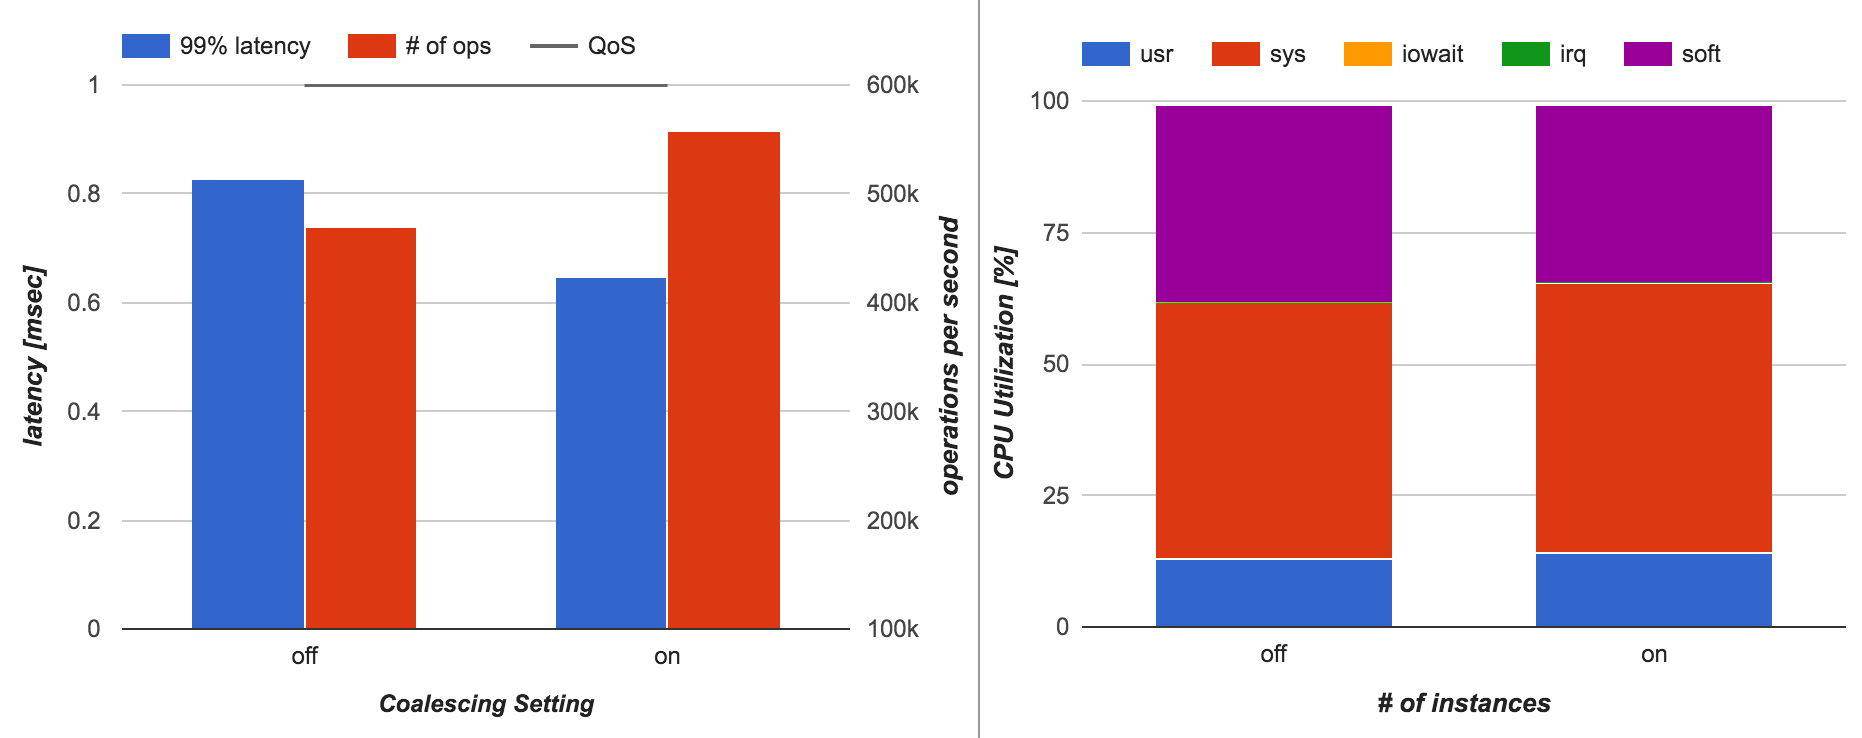 99% latency # of ops QoS
1
0.8
0.6
0.4
0.2
0
latency [msec]
600k
500k
400k
300k
200k
100k
operations per second
off on
Coalescing Setting
usr sys iowait irq soft
100
75
50
25
0
CPU Utilization [%]
off on
# of instances